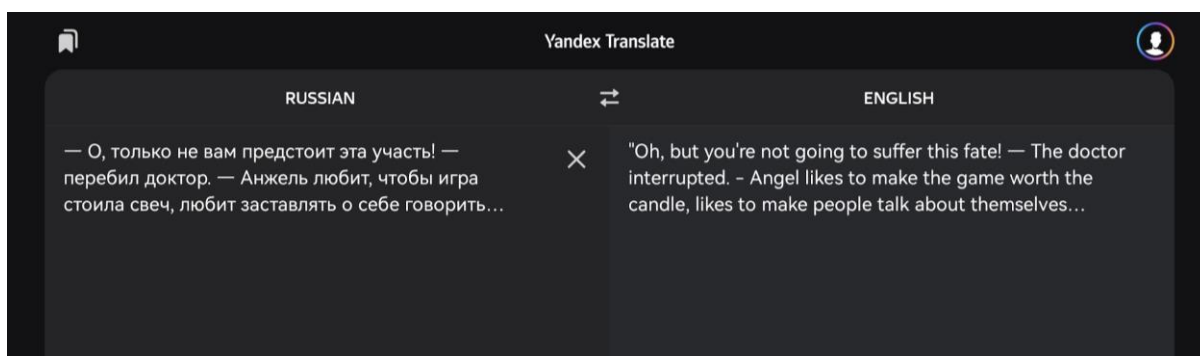 Yandex Translate
RUSSIAN
ENGLISH
— О, только не вам предстоит эта участь! —
перебил доктор. — Анжель любит, чтобы игра
стоила свеч, любит заставлять о себе говорить...
"Oh, but you're not going to suffer this fate! — The doctor
interrupted. - Angel likes to make the game worth the
candle, likes to make people talk about themselves...